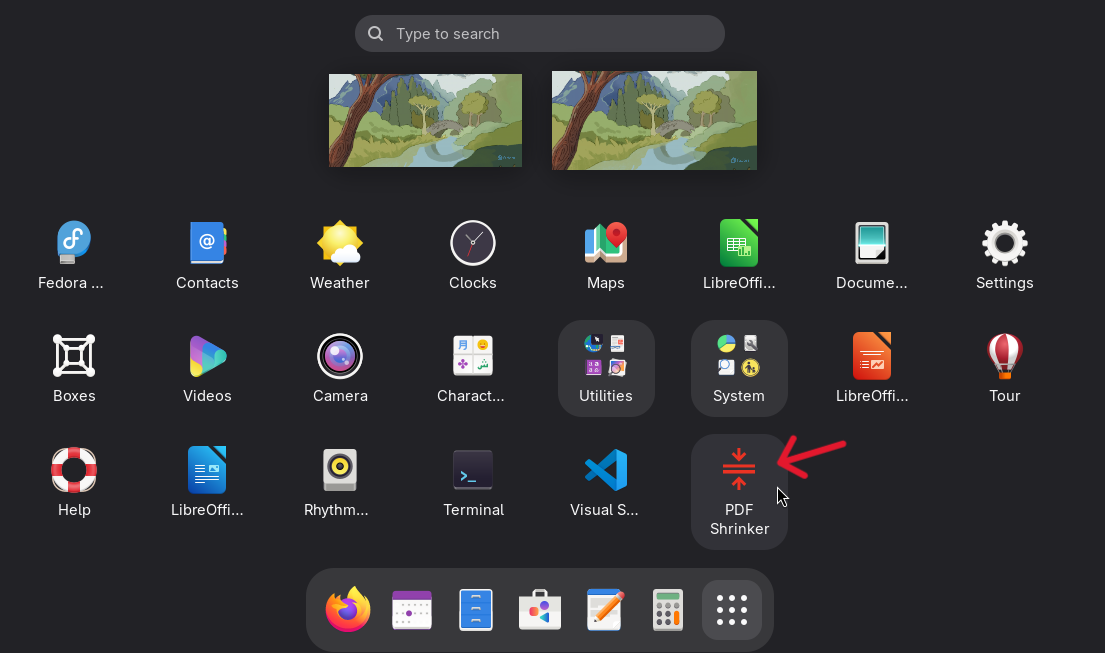 Type to search
Fedora ...
Contacts
Weather
Clocks
Maps
LibreOffi...
Docume...
Settings
Boxes
Videos
Camera
Charact...
Utilities
System
LibreOffi...
Tour
Help
LibreOffi...
Rhythm...
Terminal
Visual S...
PDF
Shrinker